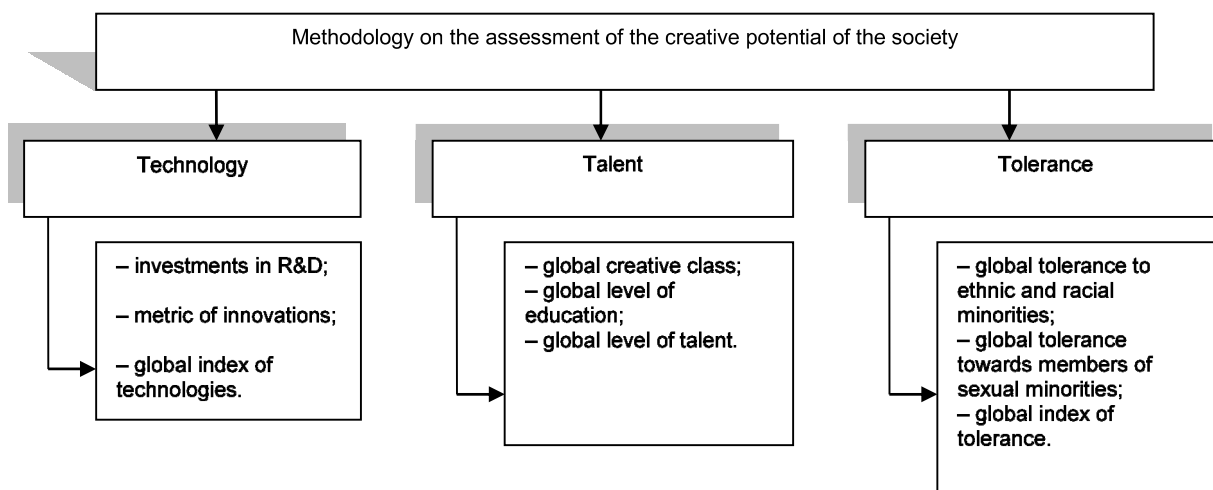 Methodology on the assessment of the creative potential of the society
Technology
– investments in R&D;
– metric of innovations;
– global index of
technologies.
Talent
– global creative class;
– global level of
education;
– global level of talent.
Tolerance
– global tolerance to
ethnic and racial
minorities;
– global tolerance
towards members of
sexual minorities;
– global index of
tolerance.